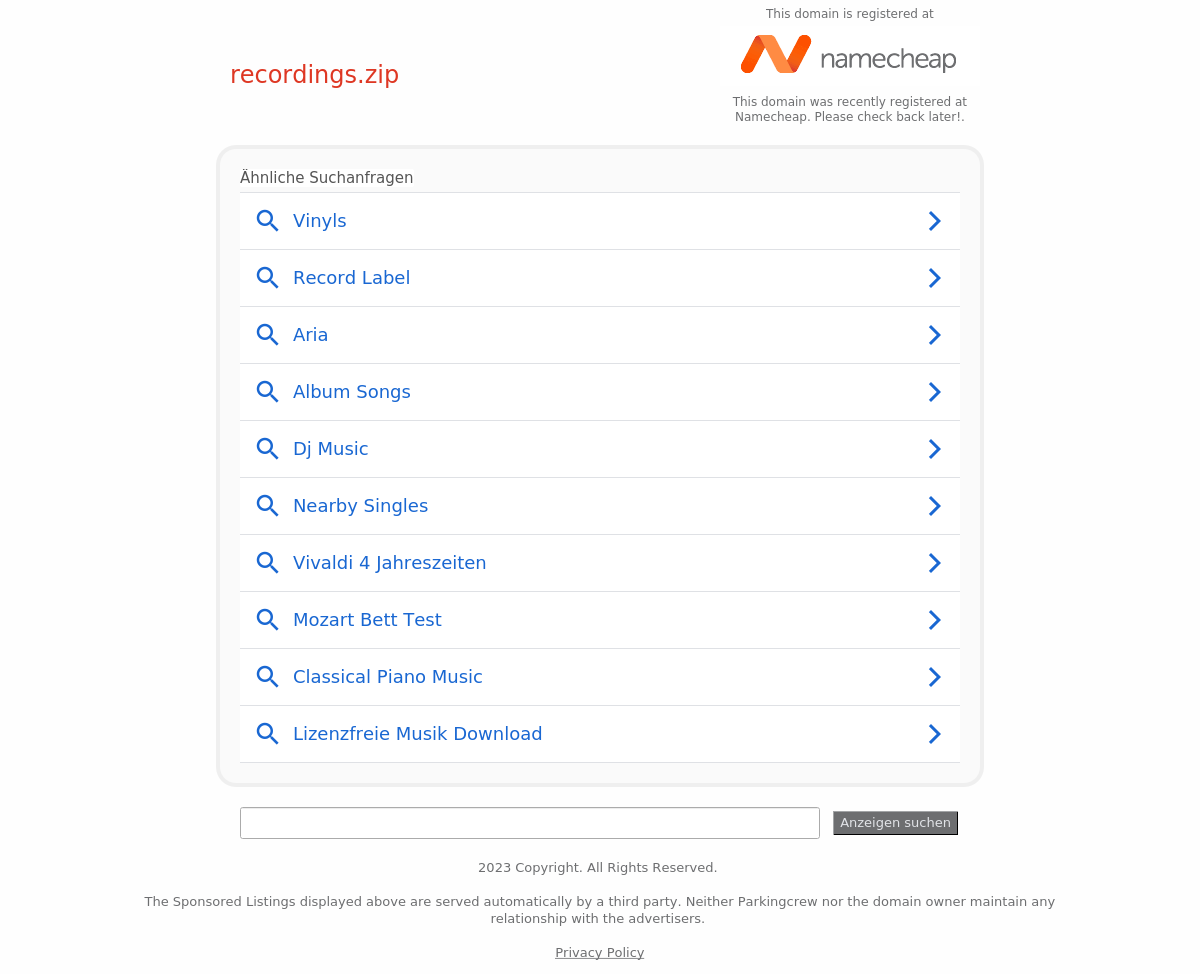 This domain is registered at
namecheap
recordings.zip
This domain was recently registered at
Namecheap. Please check back later!.
Ähnliche Suchanfragen
Vinyls
Record Label
Aria
Album Songs
Dj Music
Nearby Singles
Vivaldi 4 Jahreszeiten
Mozart Bett Test
Classical Piano Music
Lizenzfreie Musik Download
Anzeigen suchen
2023 Copyright. All Rights Reserved.
The Sponsored Listings displayed above are served automatically by a third party. Neither Parkingcrew nor the domain owner maintain any
relationship with the advertisers.
Privacy Policy